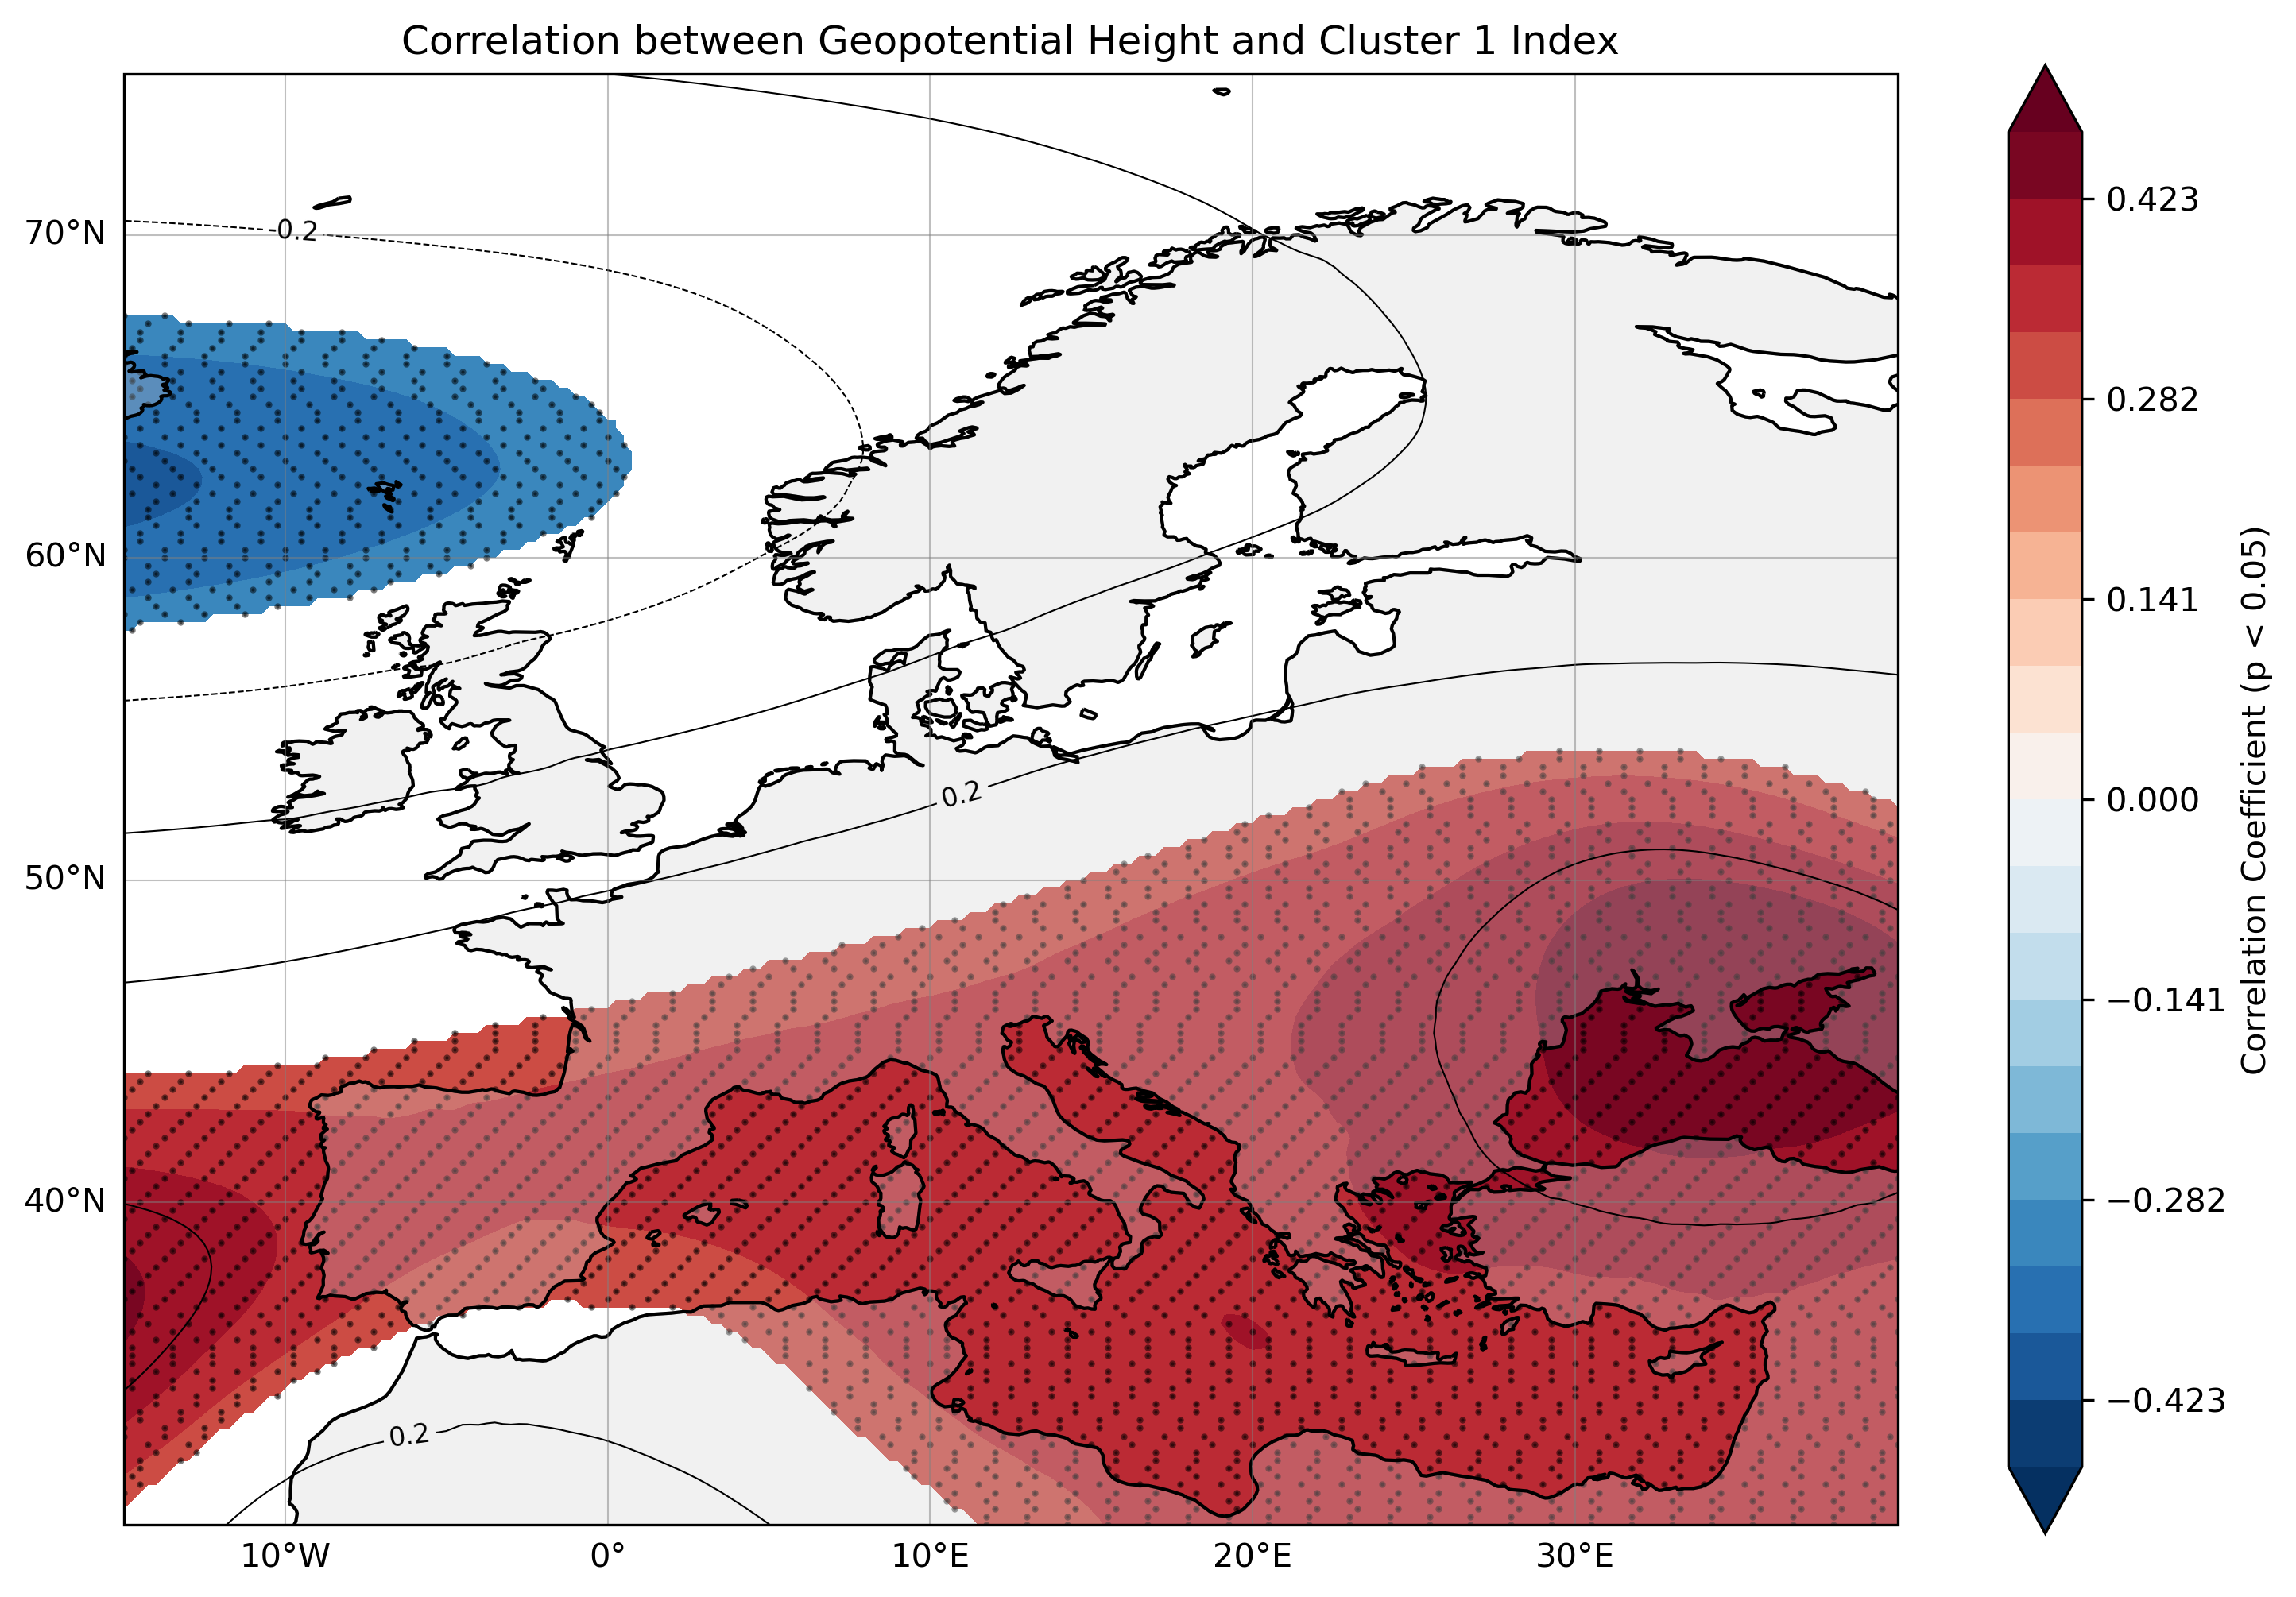 Correlation between Geopotential Height and Cluster 1 Index
70°N
60°N
50°N
40°N
10°W
0°
10°E
20°E
30°E
-0.2
0.2
0.2
0.423
0.282
0.141
0.000
−0.141
−0.282
−0.423
Correlation Coefficient (p < 0.05)